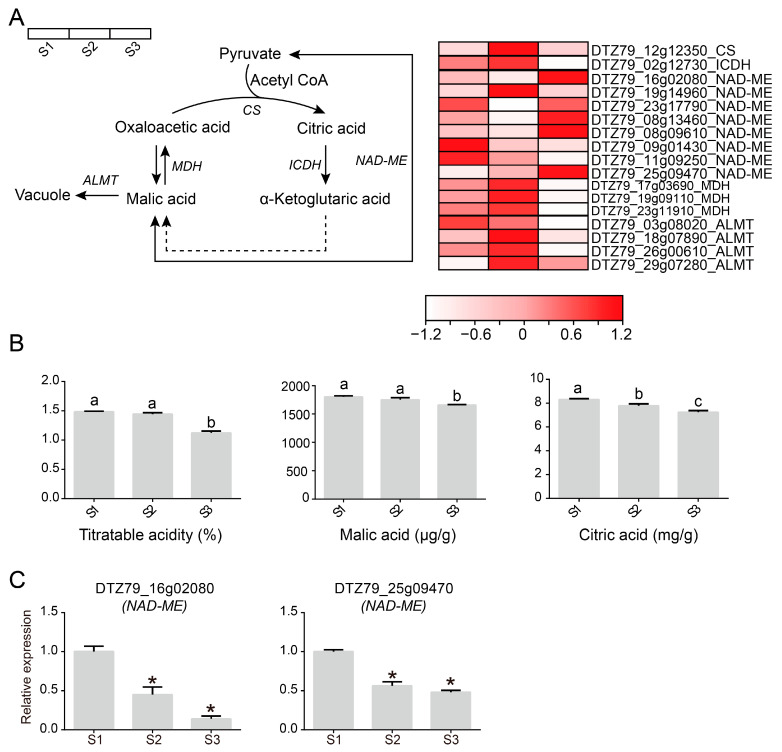 A
S1 S2 S3
Pyruvate
Acetyl CoA
CS
Oxaloacetic acid
Citric acid
MDH
ICDH
NAD-ME
ALMT
Vacuole
Malic acid
α-Ketoglutaric acid
DTZ79_12g12350_CS
DTZ79_02g12730_ICDH
DTZ79_16g02080_NAD-ME
DTZ79_19g14960_NAD-ME
DTZ79_23g17790_NAD-ME
DTZ79_08g13460_NAD-ME
DTZ79_08g09610_NAD-ME
DTZ79_09g01430_NAD-ME
DTZ79_11g09250_NAD-ME
DTZ79_25g09470_NAD-ME
DTZ79_17g03690_MDH
DTZ79_19g09110_MDH
DTZ79_23g11910_MDH
DTZ79_03g08020_ALMT
DTZ79_18g07890_ALMT
DTZ79_26g00610_ALMT
DTZ79_29g07280_ALMT
−1.2 −0.6 0 0.6 1.2
B
2.0
1.5
1.0
0.5
0.0
a a b
S1 S2 S3
Titratable acidity (%)
2000
1500
1000
500
0
a a b
S1 S2 S3
Malic acid (μg/g)
10
8
6
4
2
0
a b c
S1 S2 S3
Citric acid (mg/g)
C
DTZ79_16g02080
(NAD-ME)
Relative expression
1.5
1.0
0.5
0.0
* *
S1 S2 S3
DTZ79_25g09470
(NAD-ME)
1.5
1.0
0.5
0.0
* *
S1 S2 S3